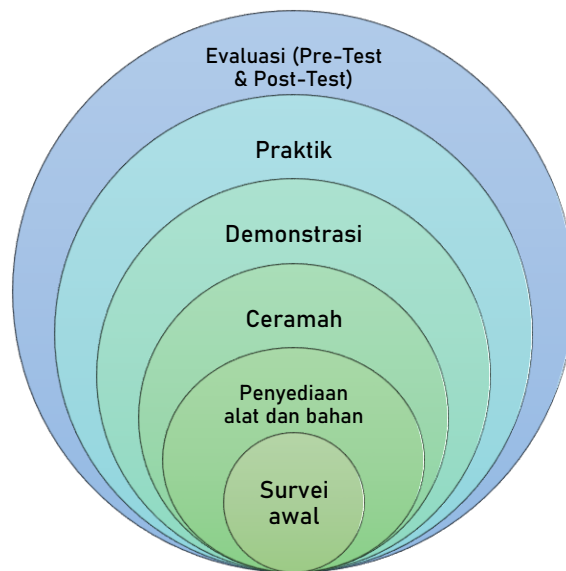 Evaluasi (Pre-Test
& Post-Test)
Praktik
Demonstrasi
Ceramah
Penyediaan
alat dan bahan
Survei
awal